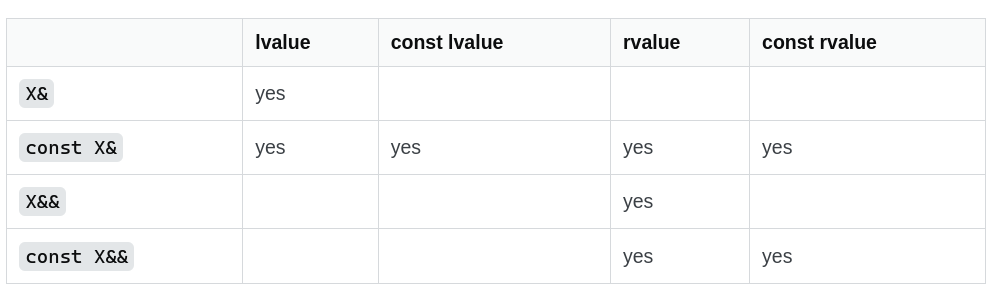 lvalue const lvalue rvalue const rvalue
X& yes
const X& yes yes yes yes
X&& yes
const X&& yes yes